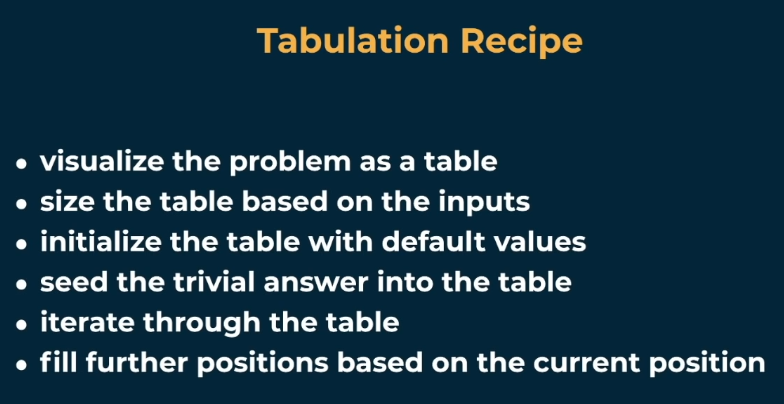 Tabulation Recipe
• visualize the problem as a table
• size the table based on the inputs
• initialize the table with default values
• seed the trivial answer into the table
• iterate through the table
• fill further positions based on the current position